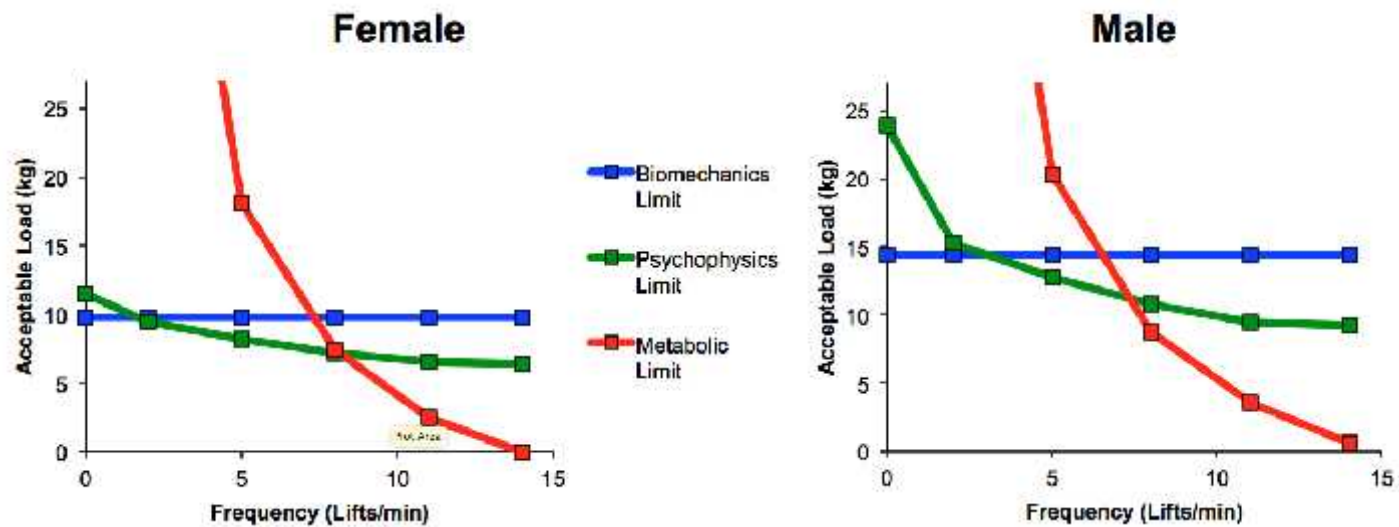 Female
Male
Acceptable Load (kg)
25
20
15
10
5
0
0
5
10
15
Frequency (Lifts/min)
Plot Area
Biomechanics
Limit
Psychophysics
Limit
Metabolic
Limit
Acceptable Load (kg)
25
20
15
10
5
0
0
5
10
15
Frequency (Lifts/min)